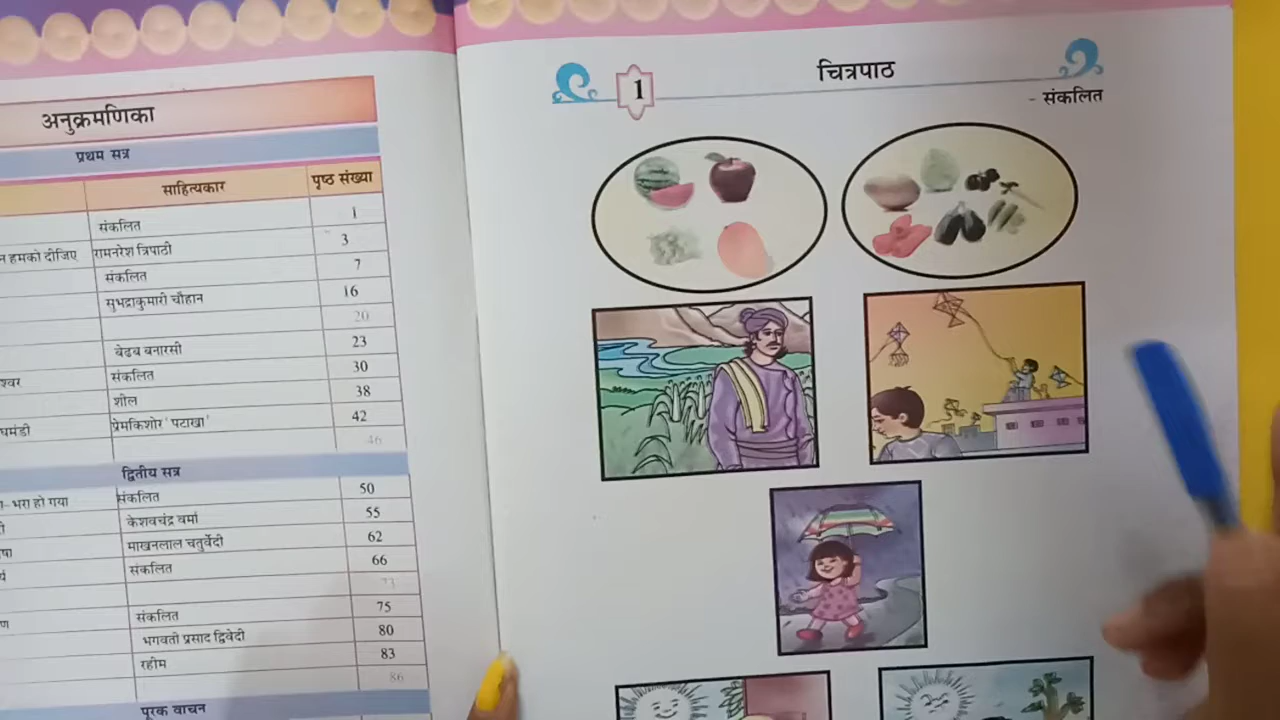 अनुक्रमणिका
प्रथम सत्र
साहित्यकार पृष्ठ संख्या
संकलित 1
न हमको दीजिए रामनरेश त्रिपाठी 3
संकलित 7
सुभद्राकुमारी चौहान 16
20
बेढब बनारसी 23
श्वर संकलित 30
शील 38
घमंडी प्रेमकिशोर 'पटाखा' 42
46
द्वितीय सत्र
ा-भरा हो गया संकलित 50
केशवचंद्र वर्मा 55
षा माखनलाल चतुर्वेदी 62
संकलित 66
73
ण संकलित 75
भगवती प्रसाद द्विवेदी 80
रहीम 83
86
पूरक वाचन
1 चित्रपाठ
- संकलित